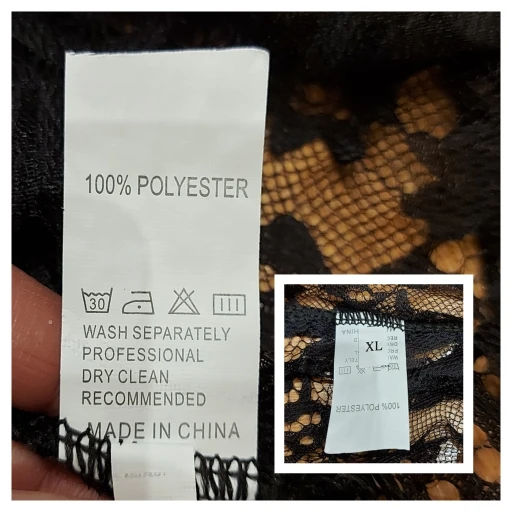 100% POLYESTER
30
WASH SEPARATELY
PROFESSIONAL
DRY CLEAN
RECOMMENDED
MADE IN CHINA
XL
100% POLYESTER